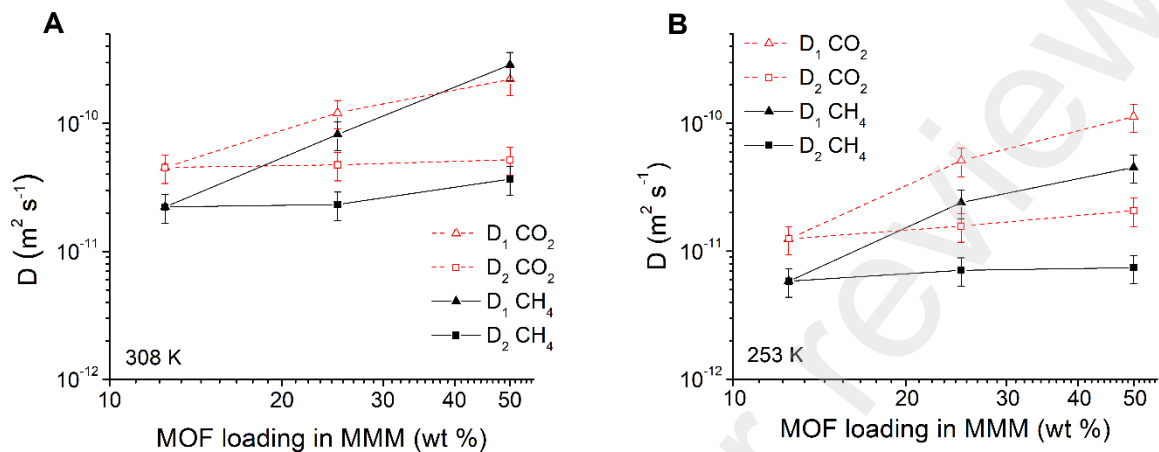 A
D (m² s⁻¹)
10⁻¹⁰
10⁻¹¹
10⁻¹²
D₁ CO₂
D₂ CO₂
D₁ CH₄
D₂ CH₄
308 K
10 20 30 40 50
MOF loading in MMM (wt %)
B
D (m² s⁻¹)
D₁ CO₂
D₂ CO₂
D₁ CH₄
D₂ CH₄
10⁻¹⁰
10⁻¹¹
10⁻¹²
253 K
10 20 30 40 50
MOF loading in MMM (wt %)
r review